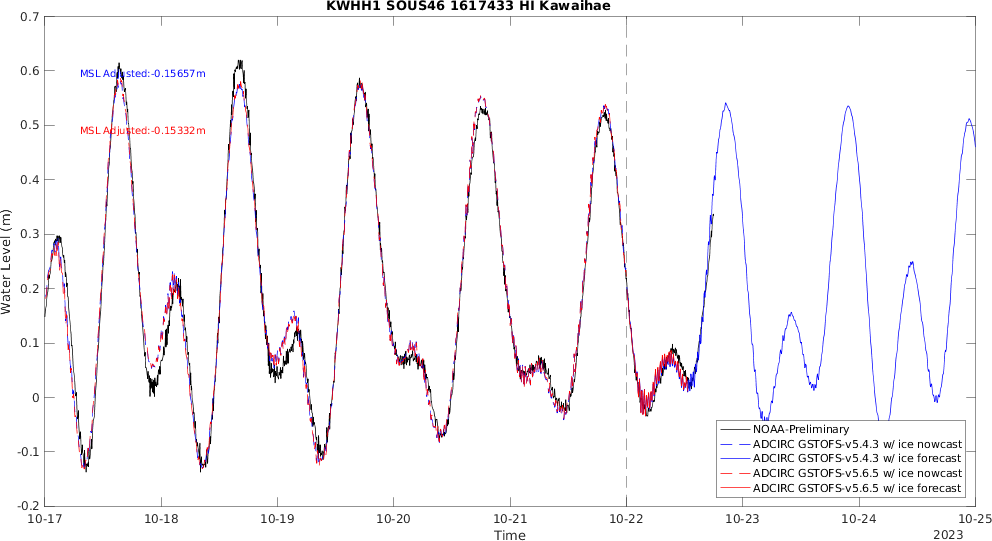 KWHH1 SOUS46 1617433 HI Kawaihae
Water Level (m)
0.7
0.6
0.5
0.4
0.3
0.2
0.1
0
-0.1
-0.2
MSL Adjusted:-0.15657m
MSL Adjusted:-0.15332m
NOAA-Preliminary
ADCIRC GSTOFS-v5.4.3 w/ ice nowcast
ADCIRC GSTOFS-v5.4.3 w/ ice forecast
ADCIRC GSTOFS-v5.6.5 w/ ice nowcast
ADCIRC GSTOFS-v5.6.5 w/ ice forecast
10-17 10-18 10-19 10-20 10-21 10-22 10-23 10-24 10-25
Time
2023